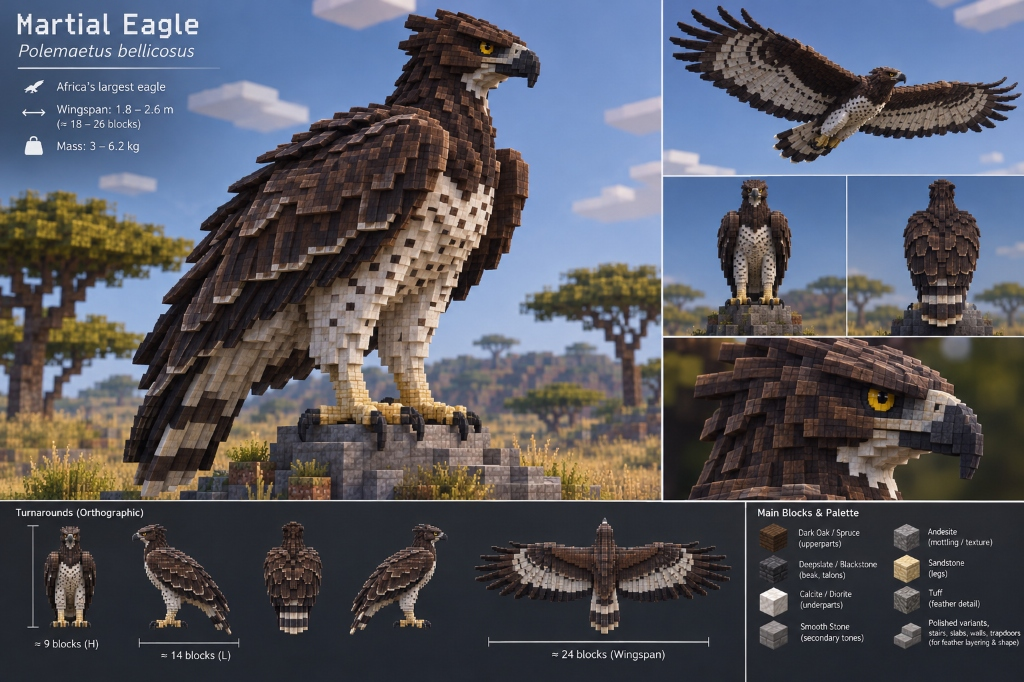 Martial Eagle
Polemaetus bellicosus
Africa's largest eagle
Wingspan: 1.8 – 2.6 m
(≈ 18 – 26 blocks)
Mass: 3 – 6.2 kg
Turnarounds (Orthographic)
≈ 9 blocks (H)
≈ 14 blocks (L)
≈ 24 blocks (Wingspan)
Main Blocks & Palette
Dark Oak / Spruce
(upperparts)
Deepslate / Blackstone
(beak, talons)
Calcite / Diorite
(underparts)
Smooth Stone
(secondary tones)
Andesite
(mottling / texture)
Sandstone
(legs)
Tuff
(feather detail)
Polished variants,
stairs, slabs, walls, trapdoors
(for feather layering & shape)